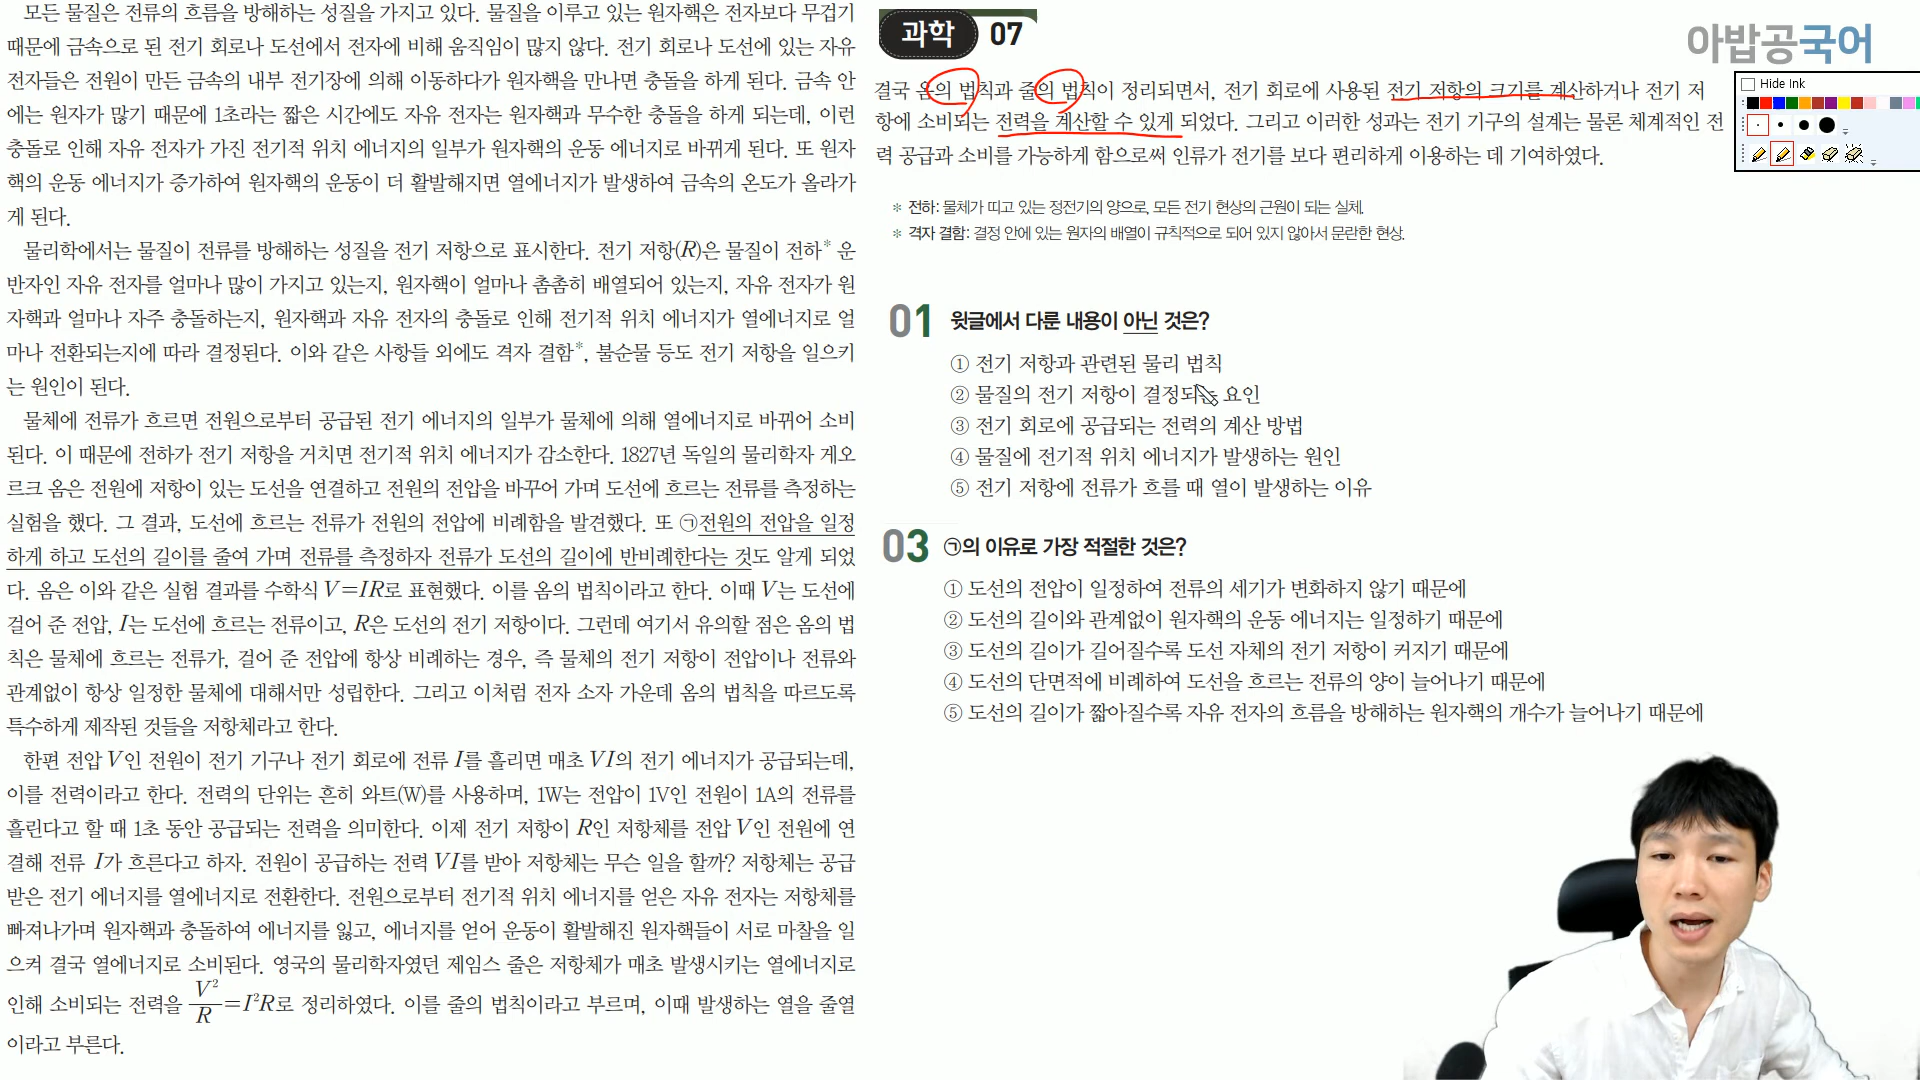 모든 물질은 전류의 흐름을 방해하는 성질을 가지고 있다. 물질을 이루고 있는 원자핵은 전자보다 무겁기
때문에 금속으로 된 전기 회로나 도선에서 전자에 비해 움직임이 많지 않다. 전기 회로나 도선에 있는 자유
전자들은 전원이 만든 금속의 내부 전기장에 의해 이동하다가 원자핵을 만나면 충돌을 하게 된다. 금속 안
에는 원자가 많기 때문에 1초라는 짧은 시간에도 자유 전자는 원자핵과 무수한 충돌을 하게 되는데, 이런
충돌로 인해 자유 전자가 가진 전기적 위치 에너지의 일부가 원자핵의 운동 에너지로 바뀌게 된다. 또 원자
핵의 운동 에너지가 증가하여 원자핵의 운동이 더 활발해지면 열에너지가 발생하여 금속의 온도가 올라가
게 된다.
물리학에서는 물질이 전류를 방해하는 성질을 전기 저항으로 표시한다. 전기 저항(R)은 물질이 전하* 운
반자인 자유 전자를 얼마나 많이 가지고 있는지, 원자핵이 얼마나 촘촘히 배열되어 있는지, 자유 전자가 원
자핵과 얼마나 자주 충돌하는지, 원자핵과 자유 전자의 충돌로 인해 전기적 위치 에너지가 열에너지로 얼
마나 전환되는지에 따라 결정된다. 이와 같은 사항들 외에도 격자 결함*, 불순물 등도 전기 저항을 일으키
는 원인이 된다.
물체에 전류가 흐르면 전원으로부터 공급된 전기 에너지의 일부가 물체에 의해 열에너지로 바뀌어 소비
된다. 이 때문에 전하가 전기 저항을 거치면 전기적 위치 에너지가 감소한다. 1827년 독일의 물리학자 게오
르크 옴은 전원에 저항이 있는 도선을 연결하고 전원의 전압을 바꾸어 가며 도선에 흐르는 전류를 측정하는
실험을 했다. 그 결과, 도선에 흐르는 전류가 전원의 전압에 비례함을 발견했다. 또 ㉠전원의 전압을 일정
하게 하고 도선의 길이를 줄여 가며 전류를 측정하자 전류가 도선의 길이에 반비례한다는 것도 알게 되었
다. 옴은 이와 같은 실험 결과를 수학식 V=IR로 표현했다. 이를 옴의 법칙이라고 한다. 이때 V는 도선에
걸어 준 전압, I는 도선에 흐르는 전류이고, R은 도선의 전기 저항이다. 그런데 여기서 유의할 점은 옴의 법
칙은 물체에 흐르는 전류가, 걸어 준 전압에 항상 비례하는 경우, 즉 물체의 전기 저항이 전압이나 전류와
관계없이 항상 일정한 물체에 대해서만 성립한다. 그리고 이처럼 전자 소자 가운데 옴의 법칙을 따르도록
특수하게 제작된 것들을 저항체라고 한다.
한편 전압 V인 전원이 전기 기구나 전기 회로에 전류 I를 흘리면 매초 VI의 전기 에너지가 공급되는데,
이를 전력이라고 한다. 전력의 단위는 흔히 와트(W)를 사용하며, 1W는 전압이 1V인 전원이 1A의 전류를
흘린다고 할 때 1초 동안 공급되는 전력을 의미한다. 이제 전기 저항이 R인 저항체를 전압 V인 전원에 연
결해 전류 I가 흐른다고 하자. 전원이 공급하는 전력 VI를 받아 저항체는 무슨 일을 할까? 저항체는 공급
받은 전기 에너지를 열에너지로 전환한다. 전원으로부터 전기적 위치 에너지를 얻은 자유 전자는 저항체를
빠져나가며 원자핵과 충돌하여 에너지를 잃고, 에너지를 얻어 운동이 활발해진 원자핵들이 서로 마찰을 일
으켜 결국 열에너지로 소비된다. 영국의 물리학자였던 제임스 줄은 저항체가 매초 발생시키는 열에너지로
인해 소비되는 전력을 V²/R=I²R로 정리하였다. 이를 줄의 법칙이라고 부르며, 이때 발생하는 열을 줄열
이라고 부른다.
과학 07
아밥공국어
Hide Ink
결국 옴의 법칙과 줄의 법칙이 정리되면서, 전기 회로에 사용된 전기 저항의 크기를 계산하거나 전기 저
항에 소비되는 전력을 계산할 수 있게 되었다. 그리고 이러한 성과는 전기 기구의 설계는 물론 체계적인 전
력 공급과 소비를 가능하게 함으로써 인류가 전기를 보다 편리하게 이용하는 데 기여하였다.
* 전하: 물체가 띠고 있는 정전기의 양으로, 모든 전기 현상의 근원이 되는 실체.
* 격자 결함: 결정 안에 있는 원자의 배열이 규칙적으로 되어 있지 않아서 문란한 현상.
01 윗글에서 다룬 내용이 아닌 것은?
① 전기 저항과 관련된 물리 법칙
② 물질의 전기 저항이 결정되는 요인
③ 전기 회로에 공급되는 전력의 계산 방법
④ 물질에 전기적 위치 에너지가 발생하는 원인
⑤ 전기 저항에 전류가 흐를 때 열이 발생하는 이유
03 ㉠의 이유로 가장 적절한 것은?
① 도선의 전압이 일정하여 전류의 세기가 변화하지 않기 때문에
② 도선의 길이와 관계없이 원자핵의 운동 에너지는 일정하기 때문에
③ 도선의 길이가 길어질수록 도선 자체의 전기 저항이 커지기 때문에
④ 도선의 단면적에 비례하여 도선을 흐르는 전류의 양이 늘어나기 때문에
⑤ 도선의 길이가 짧아질수록 자유 전자의 흐름을 방해하는 원자핵의 개수가 늘어나기 때문에